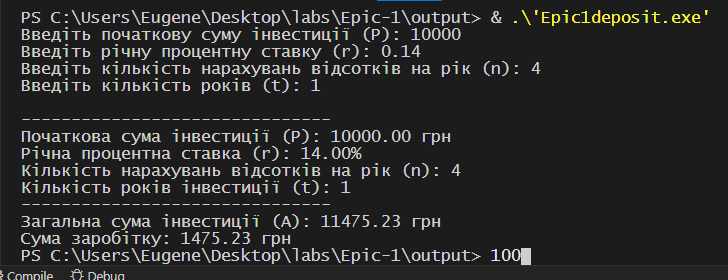 PS C:\Users\Eugene\Desktop\labs\Epic-1\output> & .\'Epic1deposit.exe'
Введіть початкову суму інвестиції (P): 10000
Введіть річну процентну ставку (r): 0.14
Введіть кількість нарахувань відсотків на рік (n): 4
Введіть кількість років (t): 1
-------------------------------
Початкова сума інвестиції (P): 10000.00 грн
Річна процентна ставка (r): 14.00%
Кількість нарахувань відсотків на рік (n): 4
Кількість років інвестиції (t): 1
-------------------------------
Загальна сума інвестиції (A): 11475.23 грн
Сума заробітку: 1475.23 грн
PS C:\Users\Eugene\Desktop\labs\Epic-1\output> 100
Compile Debug